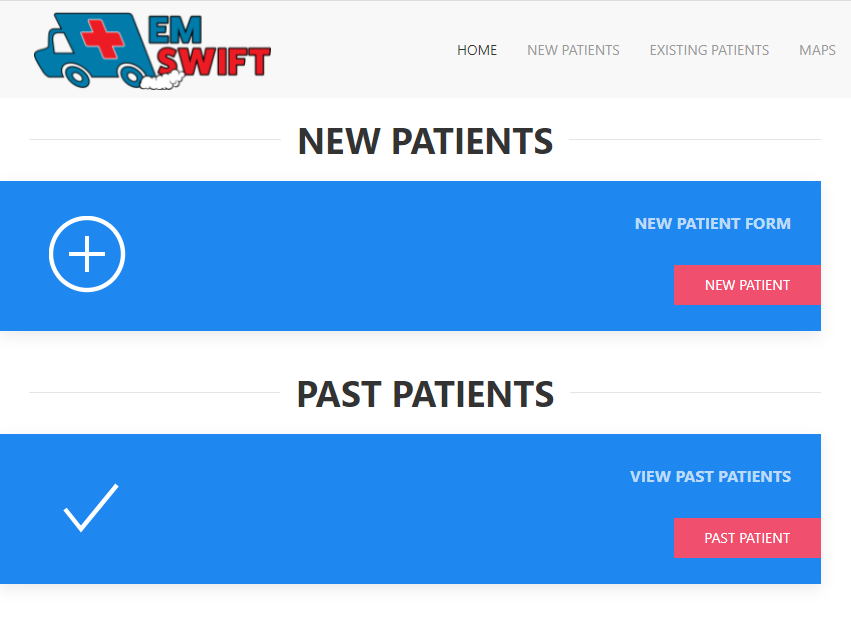 EM
SWIFT
HOME NEW PATIENTS EXISTING PATIENTS MAPS
NEW PATIENTS
NEW PATIENT FORM
NEW PATIENT
PAST PATIENTS
VIEW PAST PATIENTS
PAST PATIENT